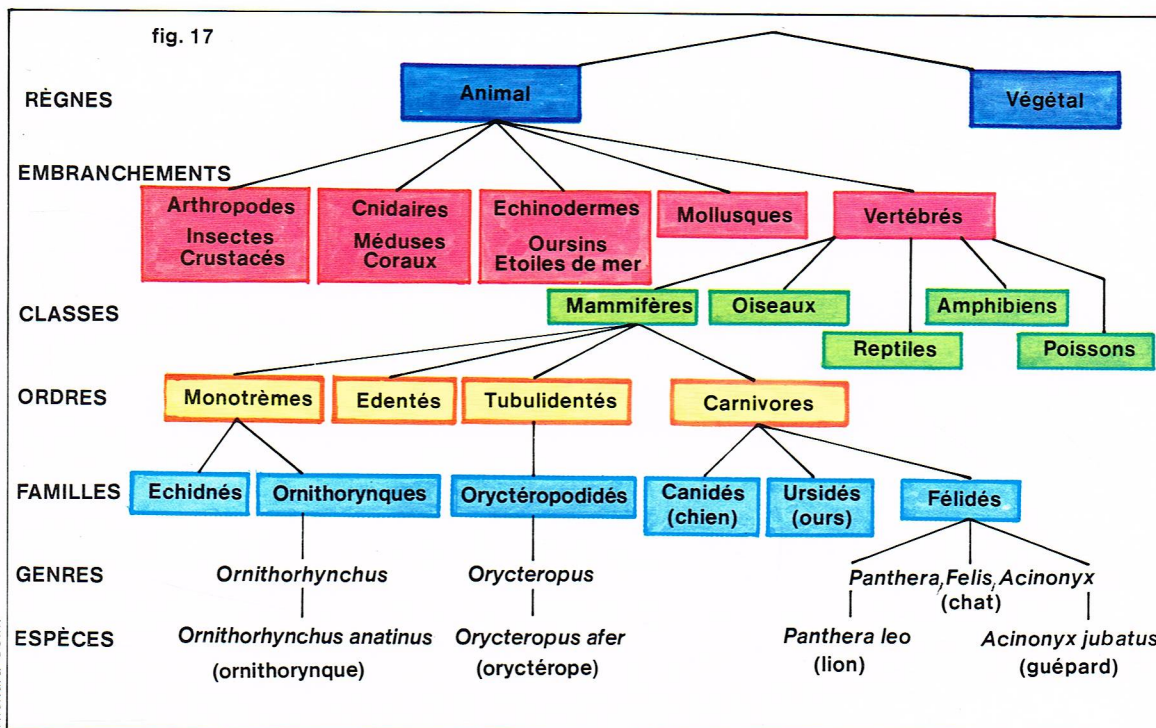 fig. 17
RÈGNES
Animal
Végétal
EMBRANCHEMENTS
Arthropodes
Insectes
Crustacés
Cnidaires
Méduses
Coraux
Echinodermes
Oursins
Etoiles de mer
Mollusques
Vertébrés
CLASSES
Mammifères
Oiseaux
Reptiles
Amphibiens
Poissons
ORDRES
Monotrèmes
Edentés
Tubulidentés
Carnivores
FAMILLES
Echidnés
Ornithorynques
Oryctéropodidés
Canidés
(chien)
Ursidés
(ours)
Félidés
GENRES
Ornithorhynchus
Orycteropus
Panthera, Felis, Acinonyx
(chat)
ESPÈCES
Ornithorhynchus anatinus
(ornithorynque)
Orycteropus afer
(oryctérope)
Panthera leo
(lion)
Acinonyx jubatus
(guépard)